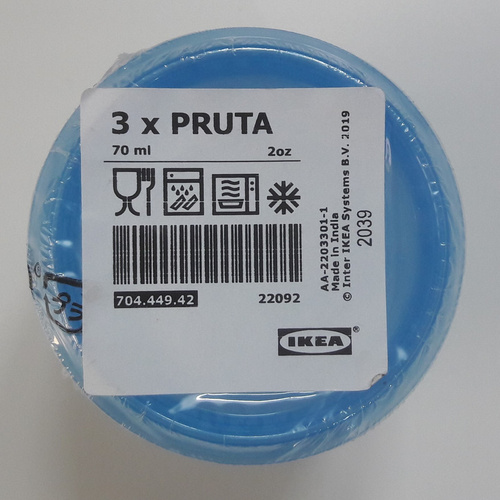 3 x PRUTA
70 ml 2oz
704.449.42 22092
IKEA®
AA-2203301-1
Made in India
© Inter IKEA Systems B.V. 2019
2039